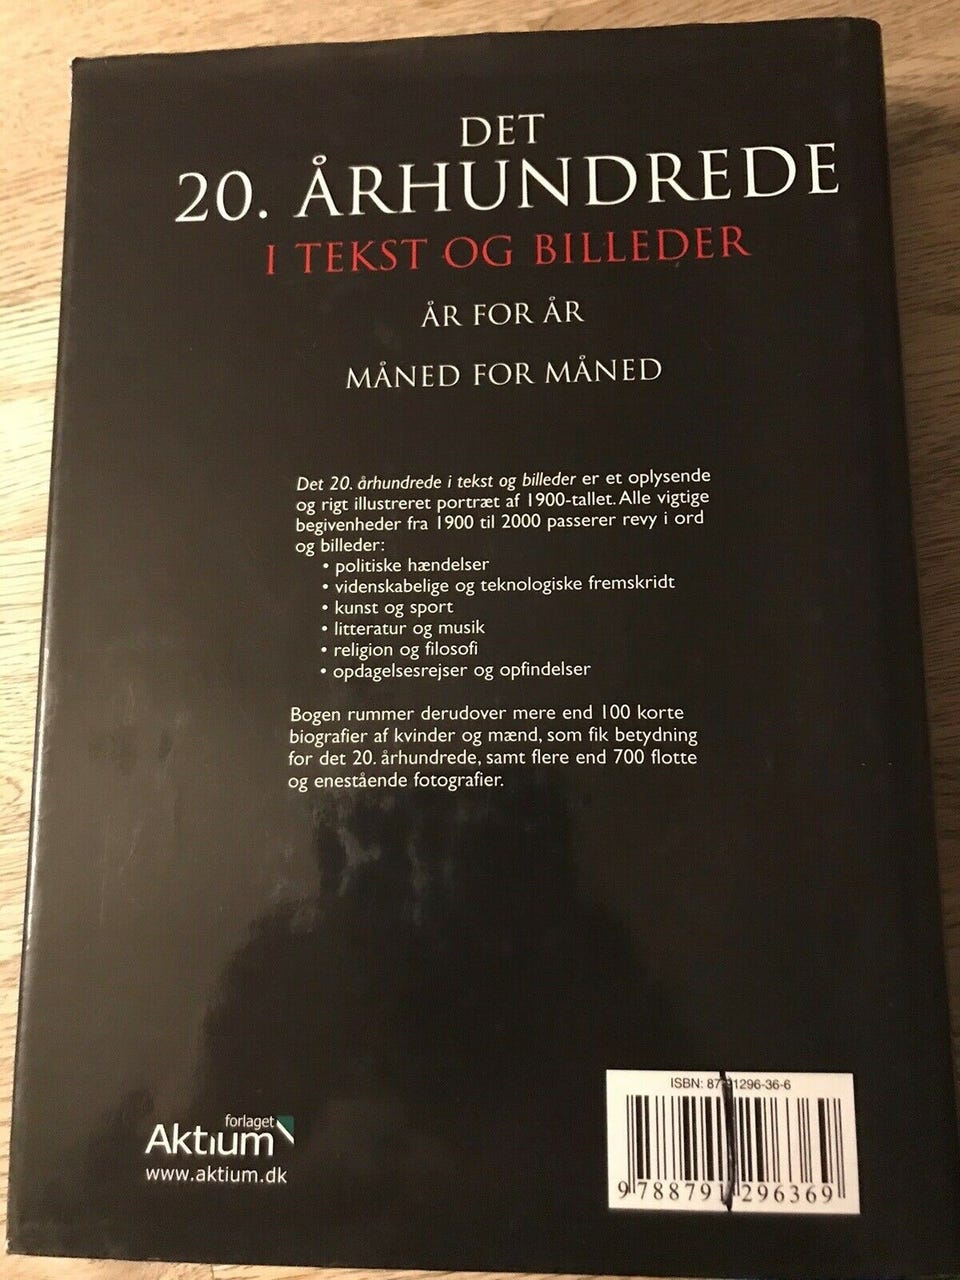 DET
20. ÅRHUNDREDE
I TEKST OG BILLEDER
ÅR FOR ÅR
MÅNED FOR MÅNED
Det 20. århundrede i tekst og billeder er et oplysende
og rigt illustreret portræt af 1900-tallet. Alle vigtige
begivenheder fra 1900 til 2000 passerer revy i ord
og billeder:
• politiske hændelser
• videnskabelige og teknologiske fremskridt
• kunst og sport
• litteratur og musik
• religion og filosofi
• opdagelsesrejser og opfindelser
Bogen rummer derudover mere end 100 korte
biografier af kvinder og mænd, som fik betydning
for det 20. århundrede, samt flere end 700 flotte
og enestående fotografier.
forlaget
Aktium
www.aktium.dk
ISBN:
9 788791 296369